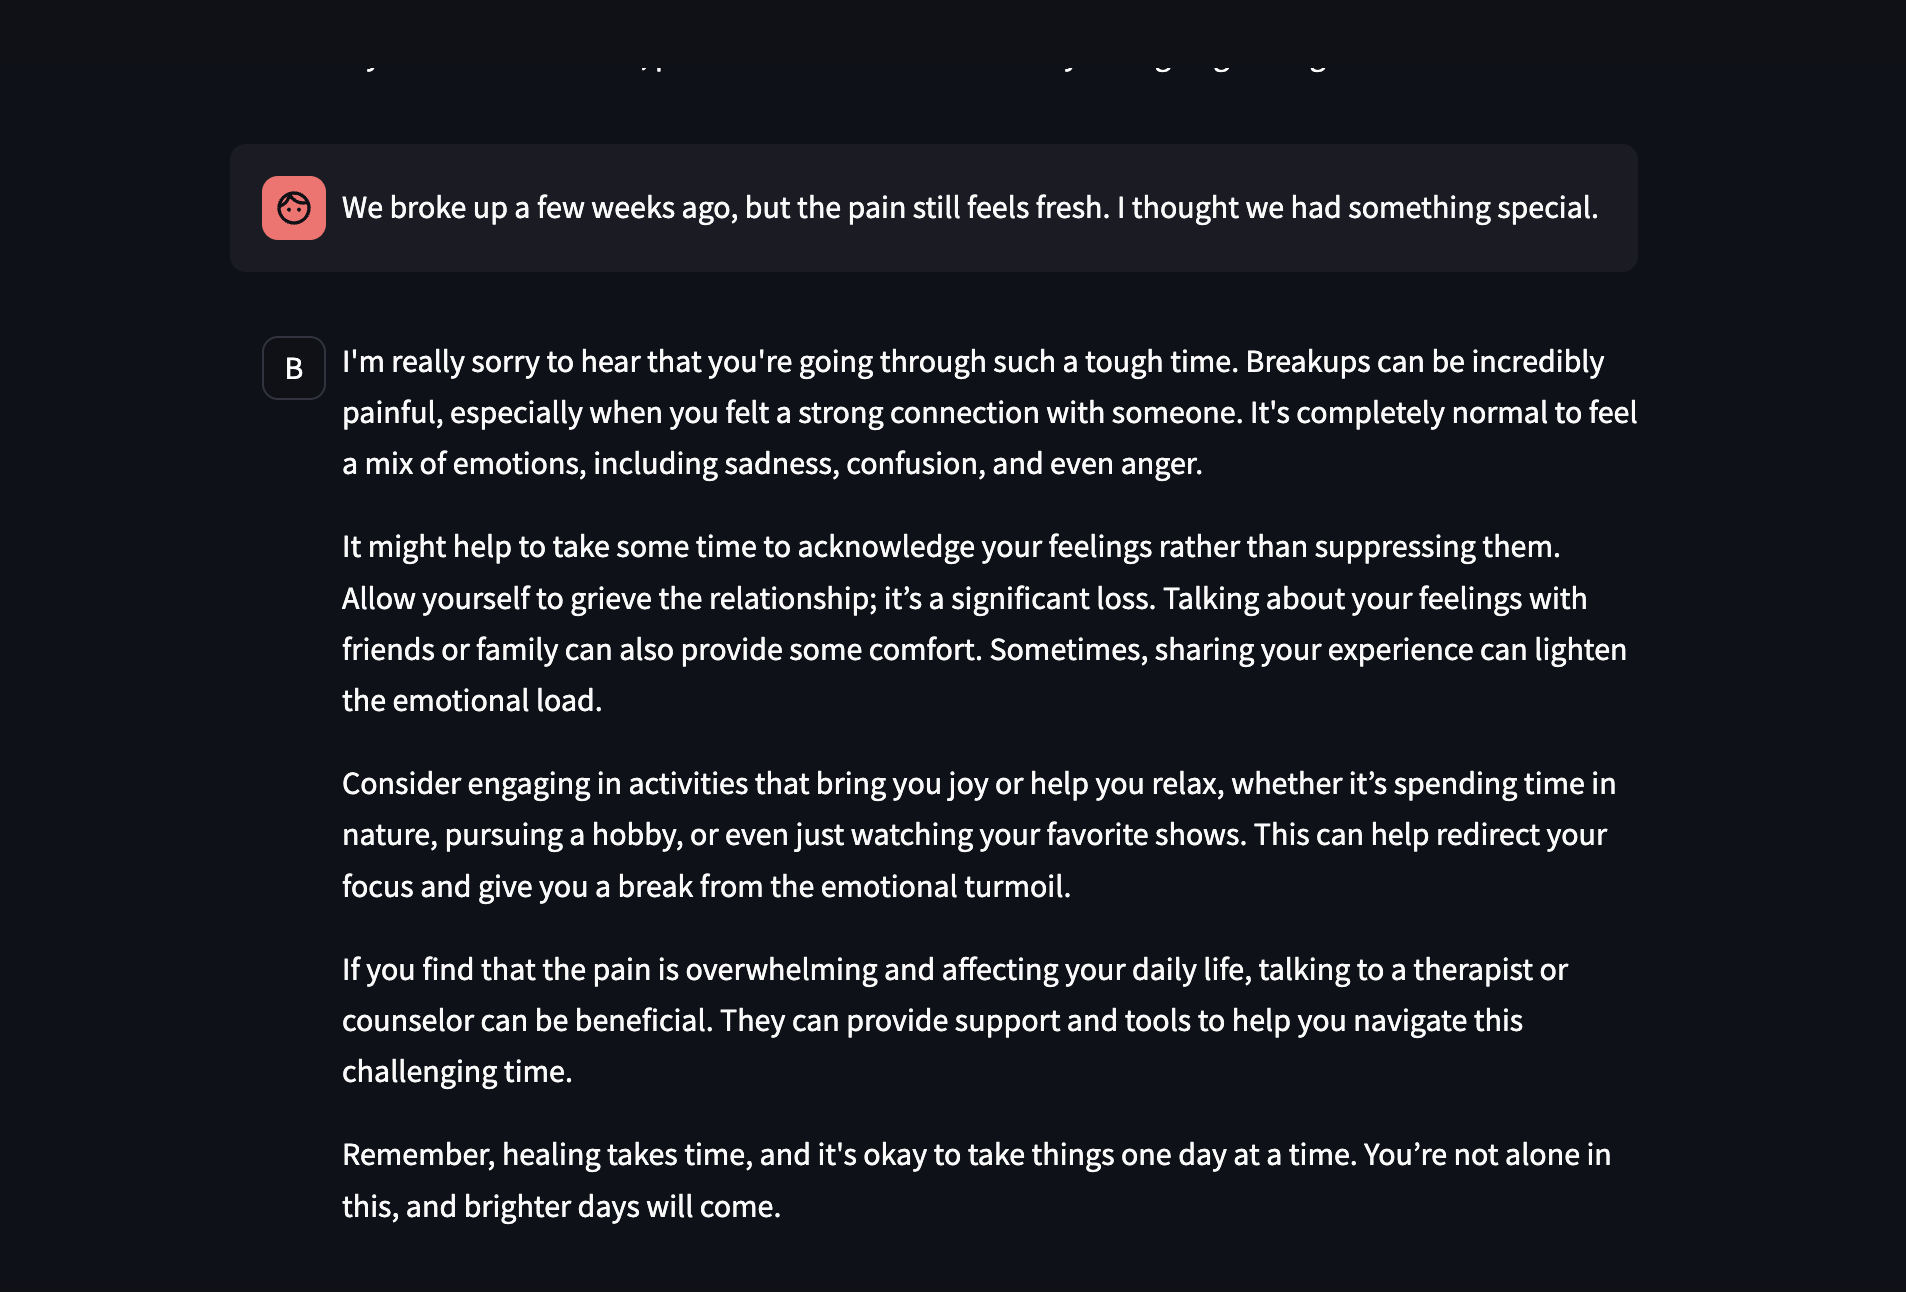 We broke up a few weeks ago, but the pain still feels fresh. I thought we had something special.
B
I'm really sorry to hear that you're going through such a tough time. Breakups can be incredibly
painful, especially when you felt a strong connection with someone. It's completely normal to feel
a mix of emotions, including sadness, confusion, and even anger.
It might help to take some time to acknowledge your feelings rather than suppressing them.
Allow yourself to grieve the relationship; it’s a significant loss. Talking about your feelings with
friends or family can also provide some comfort. Sometimes, sharing your experience can lighten
the emotional load.
Consider engaging in activities that bring you joy or help you relax, whether it’s spending time in
nature, pursuing a hobby, or even just watching your favorite shows. This can help redirect your
focus and give you a break from the emotional turmoil.
If you find that the pain is overwhelming and affecting your daily life, talking to a therapist or
counselor can be beneficial. They can provide support and tools to help you navigate this
challenging time.
Remember, healing takes time, and it's okay to take things one day at a time. You’re not alone in
this, and brighter days will come.